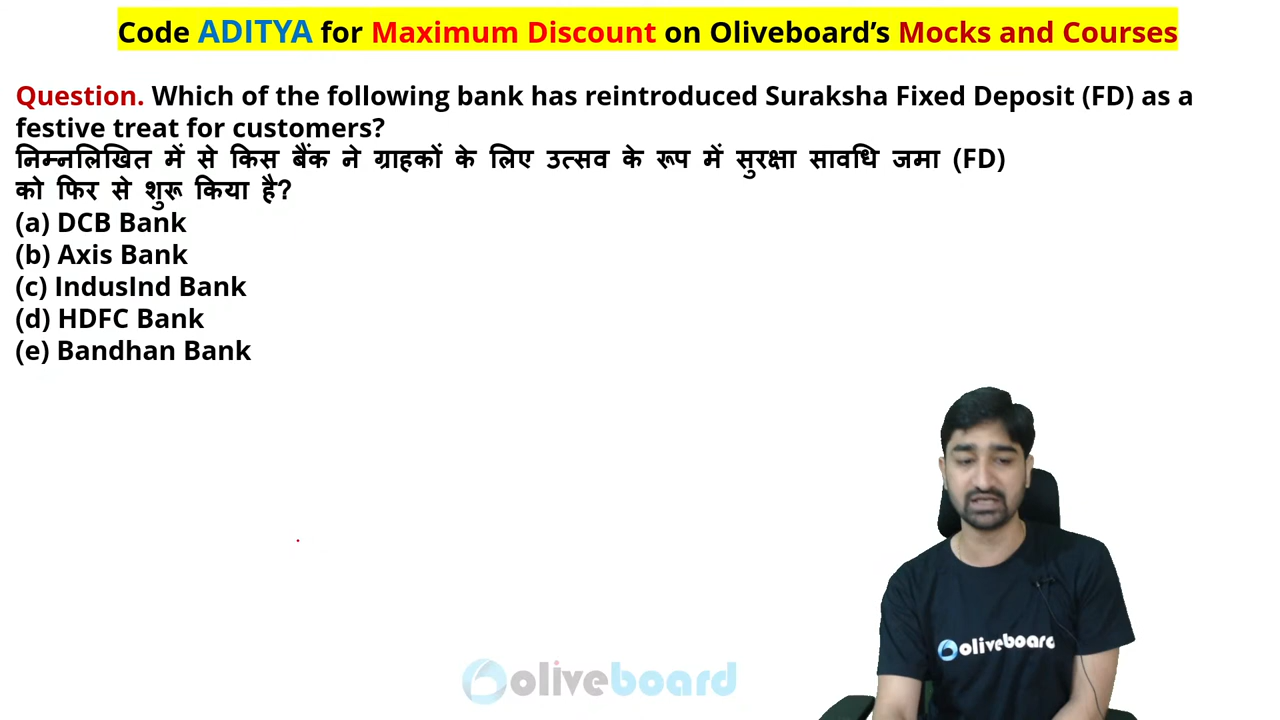 Code ADITYA for Maximum Discount on Oliveboard’s Mocks and Courses
Question. Which of the following bank has reintroduced Suraksha Fixed Deposit (FD) as a
festive treat for customers?
निम्नलिखित में से किस बैंक ने ग्राहकों के लिए उत्सव के रूप में सुरक्षा सावधि जमा (FD)
को फिर से शुरू किया है?
(a) DCB Bank
(b) Axis Bank
(c) IndusInd Bank
(d) HDFC Bank
(e) Bandhan Bank
oliveboard
oliveboard